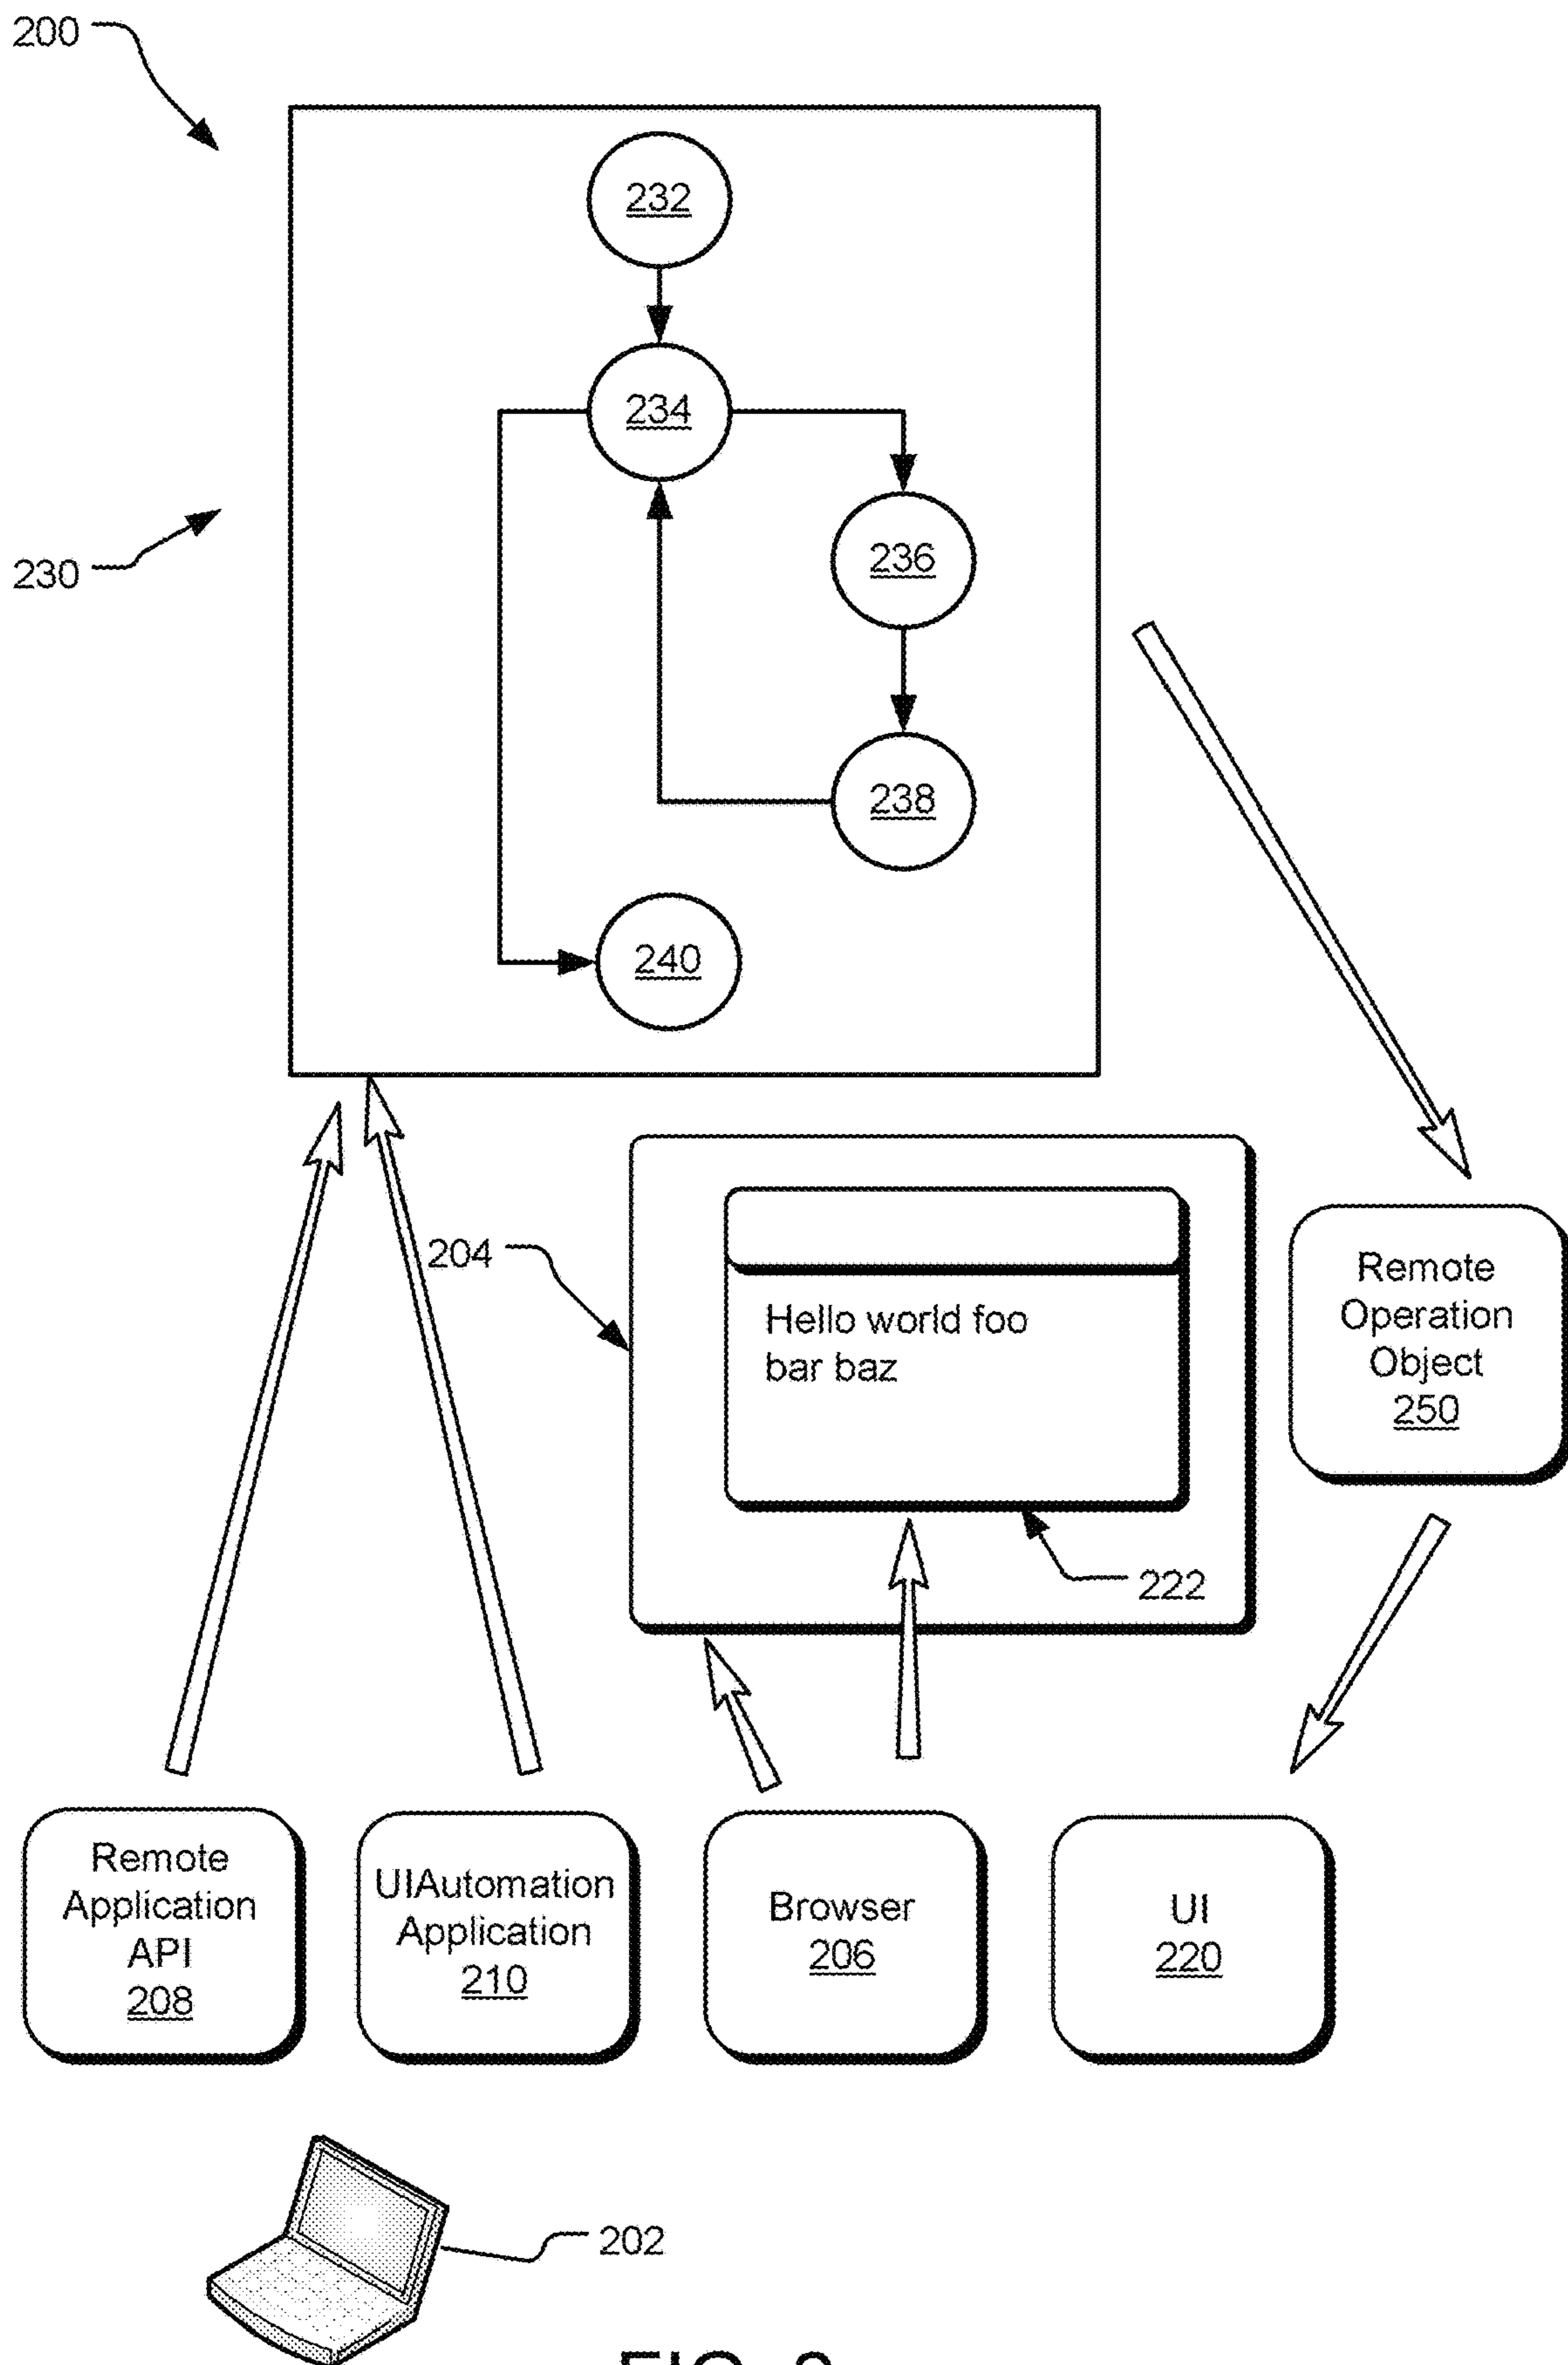 200
232
234
230
236
238
240
204
Hello world foo
bar baz
Remote
Operation
Object
250
222
Remote
Application
API
208
UIAutomation
Application
210
Browser
206
UI
220
202
FIG.